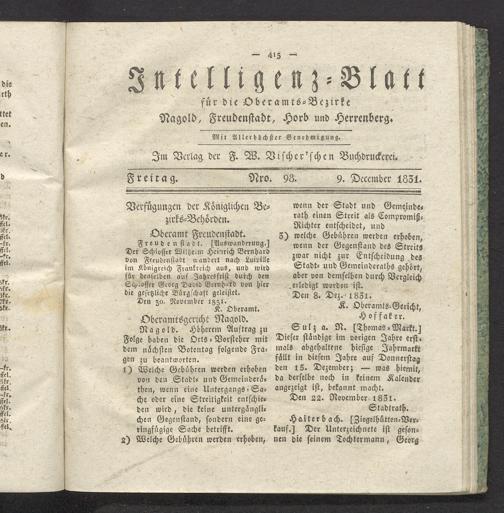 — 415 —
Intelligenz-Blatt
für die Oberamts-Bezirke
Nagold, Freudenstadt, Horb und Herrenberg.
Mit Allerhöchster Genehmigung.
Im Verlag der F. W. Vischer'schen Buchdruckerei.
Freitag. Nro. 98. 9. December 1831.
Verfügungen der Königlichen Be-
zirks-Behörden.
Oberamt Freudenstadt.
Freudenstadt. [Auswanderung.]
Der Schlosser Wilhelm Heinrich Bernhard
von Freudenstadt wandert nach
im Königreich Frankreich aus, und wird
für denselben auf Jahresfrist durch den
Schlosser Georg David Bernhard von hier
die gesetzliche Bürgschaft geleistet.
Den 30. November 1831.
K. Oberamt.
Oberamtsgericht Nagold.
Nagold. Höherem Auftrag zu
Folge haben die Orts-Vorsteher mit
dem nächsten Botentag folgende Fra-
gen zu beantworten.
1) Welche Gebühren werden erhoben
von den Stadt- und Gemeinderä-
then, wenn eine Untergangs-Sa-
che oder eine Streitigkeit entschie-
den wird, die keine untergängli-
chen Gegenstand, sondern eine ge-
ringfügige Sache betrifft.
2) Welche Gebühren werden erhoben,
wenn der Stadt und Gemeinde-
rath einen Streit als Compromiß-
Richter entscheidet, und
3) welche Gebühren werden erhoben,
wenn der Gegenstand des Streits
zwar nicht zur Entscheidung des
Stadt- und Gemeinderaths gehört,
aber von demselben durch Vergleich
erledigt worden ist.
Den 8. Dez. 1831.
K. Oberamts-Gericht,
Hoffaker.
Sulz a. N. [Thomas-Markt.]
Dieser ständige im vorigen Jahre erst-
mals abgehaltene hiesige Jahrmarkt
fällt in diesem Jahr auf Donnerstag
den 15. Dezember; — was hiemit,
da derselbe noch in keinem Kalender
angezeigt ist, bekannt macht.
Den 22. November 1831.
Stadtrath.
Haiterbach. [Ziegelhütten-Ver-
kauf.] Der Unterzeichnete ist geson-
nen die seinem Tochtermann, Georg